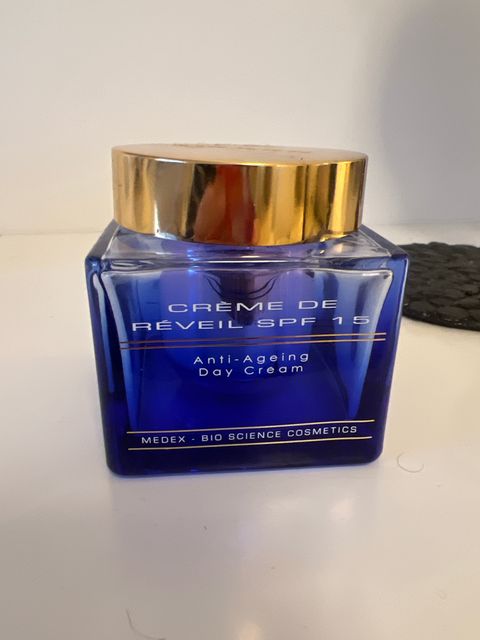 CRÈME DE
RÉVEIL SPF 15
Anti-Ageing
Day Cream
MEDEX - BIO SCIENCE COSMETICS